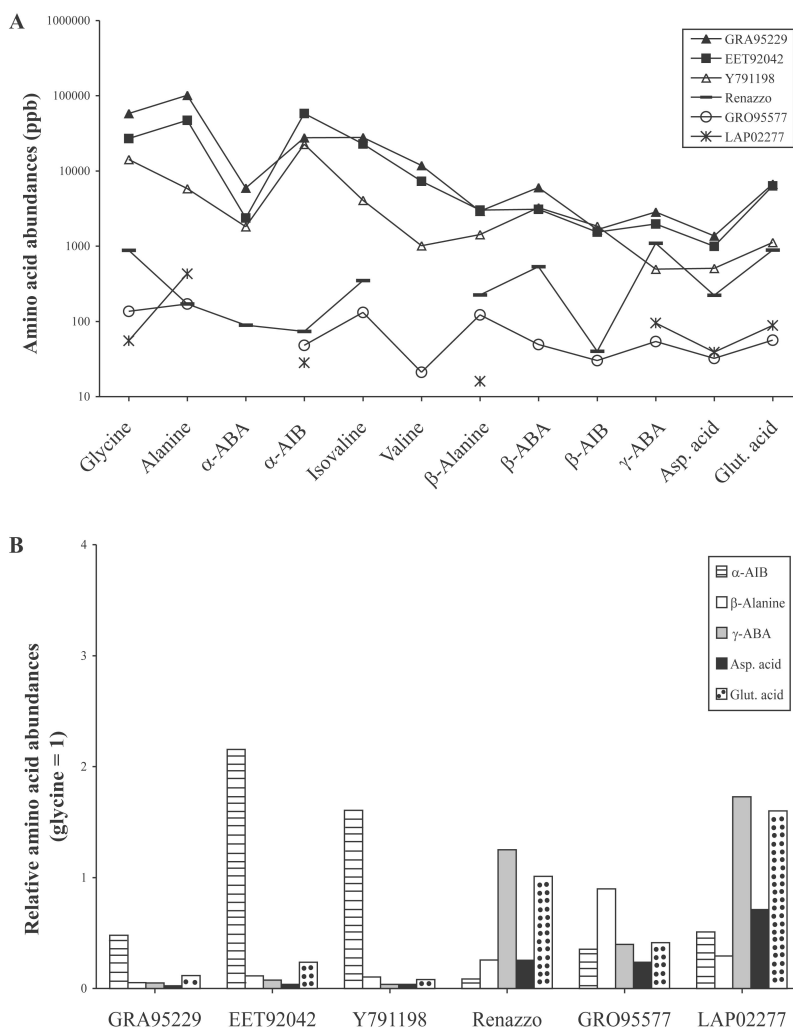 A
Amino acid abundances (ppb)
1000000
100000
10000
1000
100
10
GRA95229
EET92042
Y791198
Renazzo
GRO95577
LAP02277
Glycine
Alanine
α-ABA
α-AIB
Isovaline
Valine
β-Alanine
β-ABA
β-AIB
γ-ABA
Asp. acid
Glut. acid
B
Relative amino acid abundances
(glycine = 1)
4
3
2
1
0
α-AIB
β-Alanine
γ-ABA
Asp. acid
Glut. acid
GRA95229
EET92042
Y791198
Renazzo
GRO95577
LAP02277